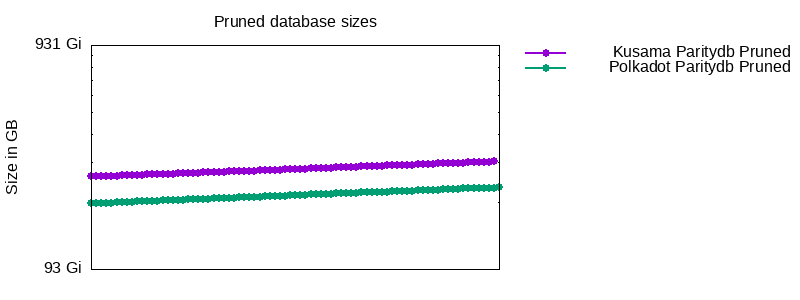 Pruned database sizes
931 Gi
Kusama Paritydb Pruned
Polkadot Paritydb Pruned
Size in GB
93 Gi